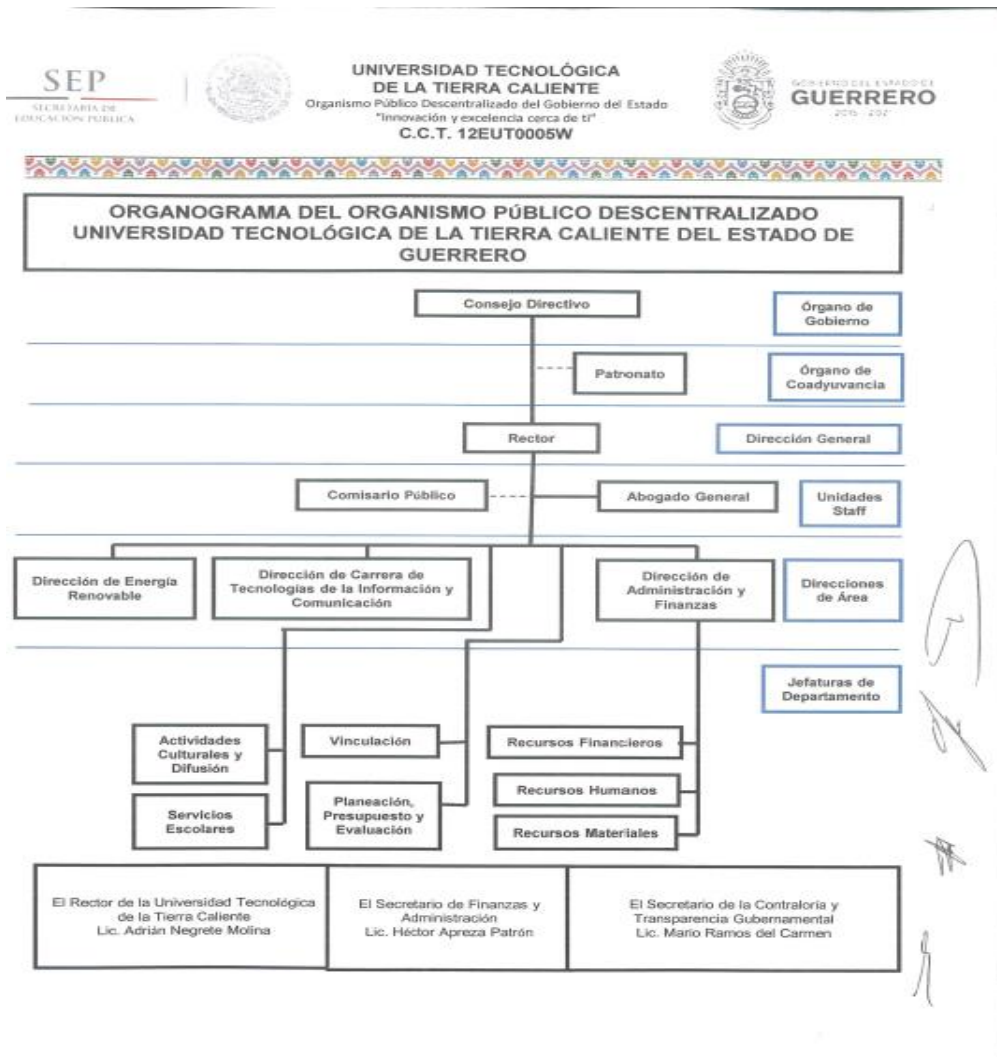 SEP
SECRETARÍA DE
EDUCACIÓN PÚBLICA
UNIVERSIDAD TECNOLÓGICA
DE LA TIERRA CALIENTE
Organismo Público Descentralizado del Gobierno del Estado
"Innovación y excelencia cerca de ti"
C.C.T. 12EUT0005W
GOBIERNO DEL ESTADO DE
GUERRERO
2015 - 2021
ORGANOGRAMA DEL ORGANISMO PÚBLICO DESCENTRALIZADO
UNIVERSIDAD TECNOLÓGICA DE LA TIERRA CALIENTE DEL ESTADO DE
GUERRERO
Consejo Directivo
Órgano de
Gobierno
Patronato
Órgano de
Coadyuvancia
Rector
Dirección General
Comisario Público
Abogado General
Unidades
Staff
Dirección de Energía
Renovable
Dirección de Carrera de
Tecnologías de la Información y
Comunicación
Dirección de
Administración y
Finanzas
Direcciones
de Área
Jefaturas de
Departamento
Actividades
Culturales y
Difusión
Vinculación
Recursos Financieros
Servicios
Escolares
Planeación,
Presupuesto y
Evaluación
Recursos Humanos
Recursos Materiales
El Rector de la Universidad Tecnológica
de la Tierra Caliente
Lic. Adrián Negrete Molina
El Secretario de Finanzas y
Administración
Lic. Héctor Apreza Patrón
El Secretario de la Contraloría y
Transparencia Gubernamental
Lic. Mario Ramos del Carmen